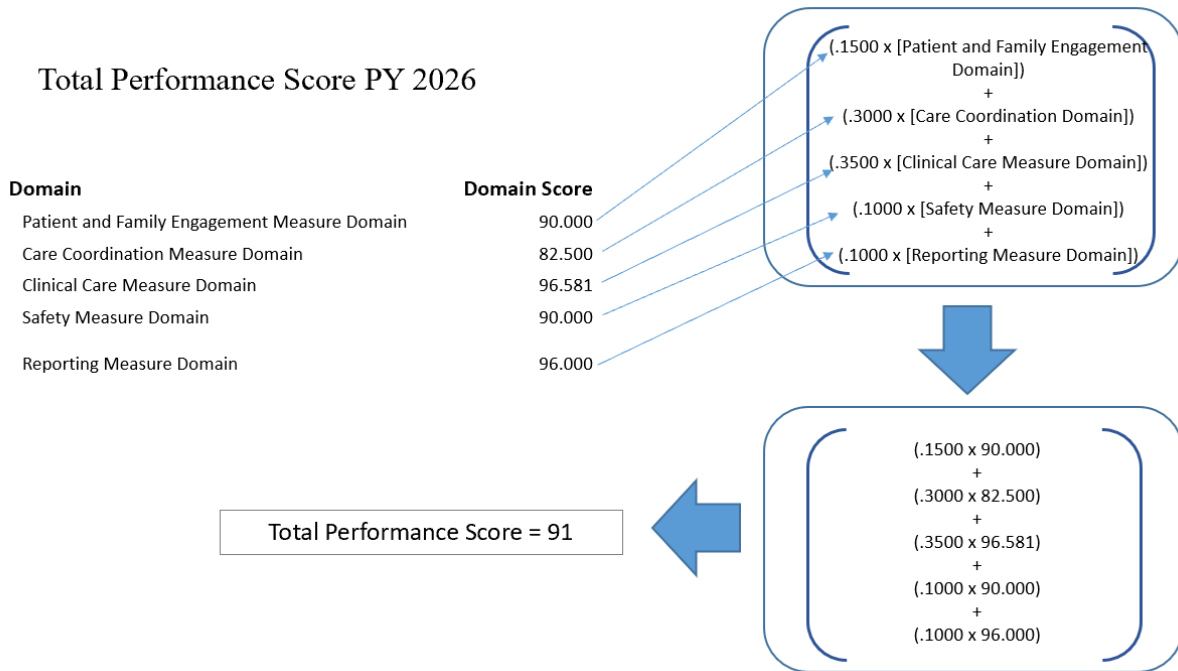 Total Performance Score PY 2026
Domain Domain Score
Patient and Family Engagement Measure Domain 90.000
Care Coordination Measure Domain 82.500
Clinical Care Measure Domain 96.581
Safety Measure Domain 90.000
Reporting Measure Domain 96.000
(.1500 x [Patient and Family Engagement
Domain])
+
(.3000 x [Care Coordination Domain])
+
(.3500 x [Clinical Care Measure Domain])
+
(.1000 x [Safety Measure Domain])
+
(.1000 x [Reporting Measure Domain])
(.1500 x 90.000)
+
(.3000 x 82.500)
+
(.3500 x 96.581)
+
(.1000 x 90.000)
+
(.1000 x 96.000)
Total Performance Score = 91